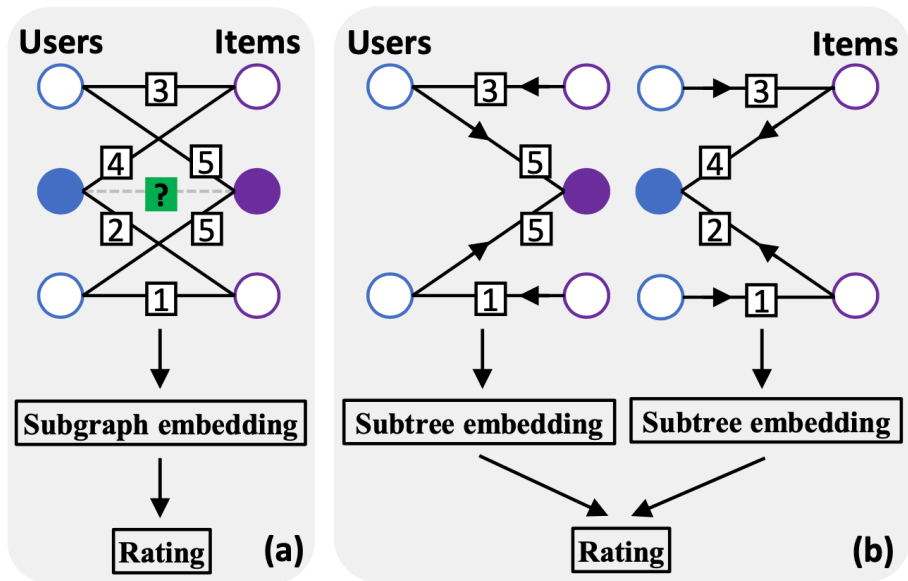 Users Items
3
4 5
?
2 5
1
Subgraph embedding
Rating
(a)
Users Items
3 3
5 4
5 2
1 1
Subtree embedding Subtree embedding
Rating
(b)